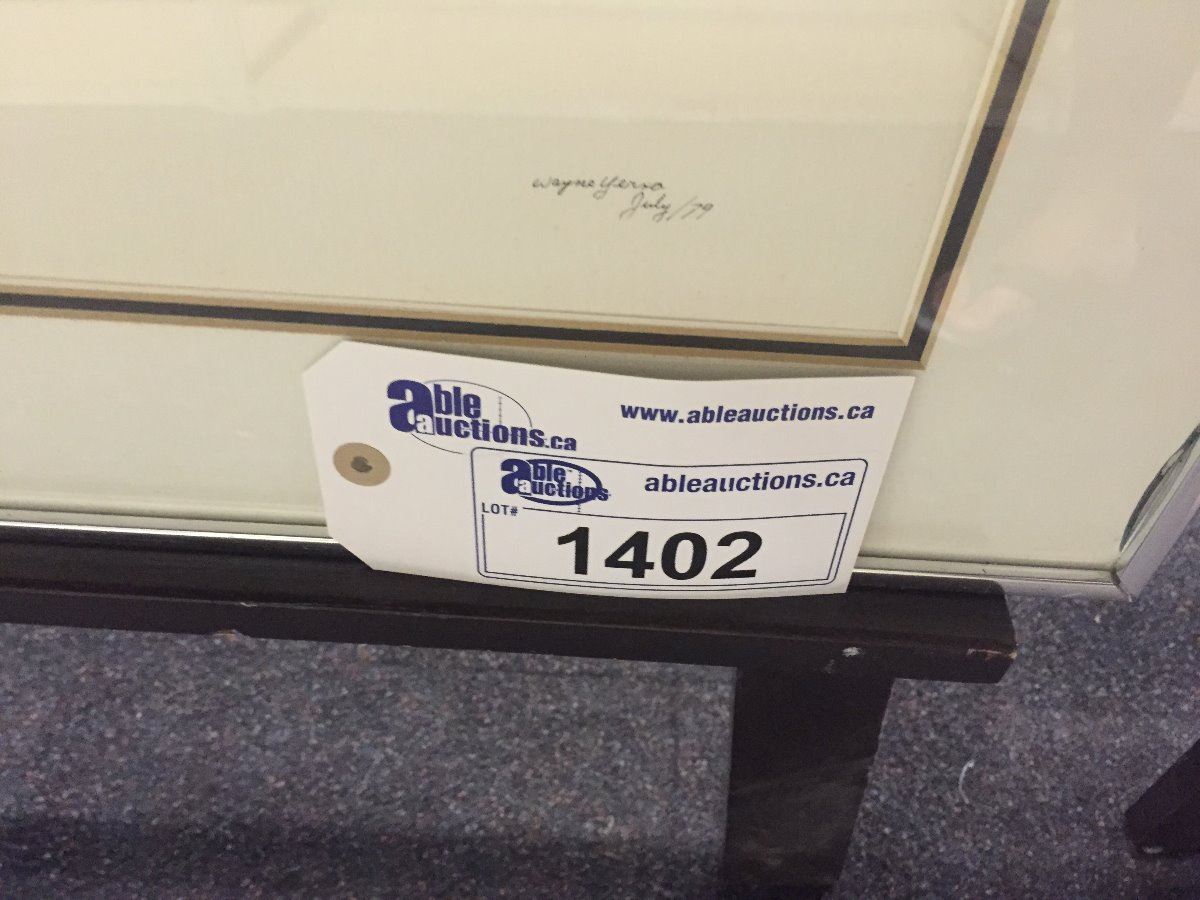 Wayne Yerxa
July/79
able
auctions.ca
www.ableauctions.ca
able
auctions
ableauctions.ca
LOT#
1402